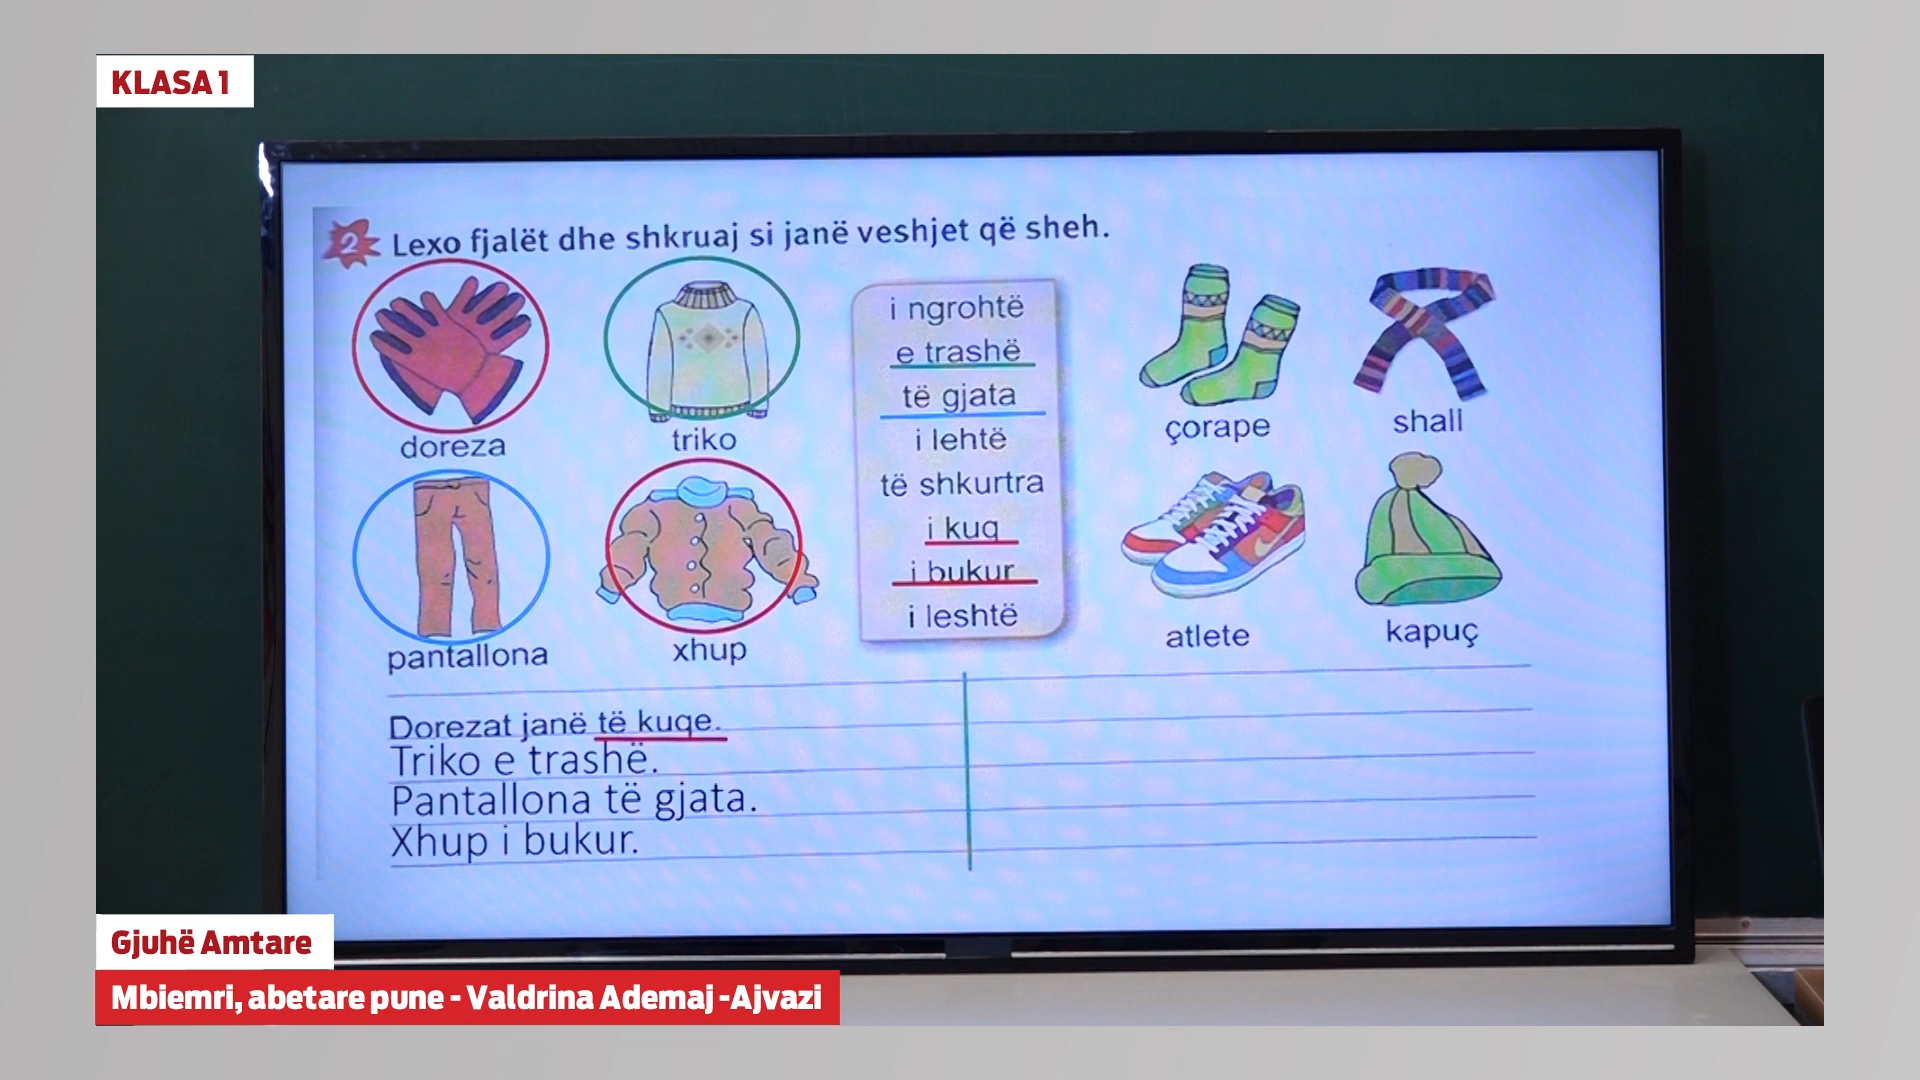 KLASA 1
2 Lexo fjalët dhe shkruaj si janë veshjet që sheh.
doreza
triko
i ngrohtë
e trashë
të gjata
i lehtë
të shkurtra
i kuq
i bukur
i leshtë
çorape
shall
pantallona
xhup
atlete
kapuç
Dorezat janë të kuqe.
Triko e trashë.
Pantallona të gjata.
Xhup i bukur.
Gjuhë Amtare
Mbiemri, abetare pune - Valdrina Ademaj -Ajvazi